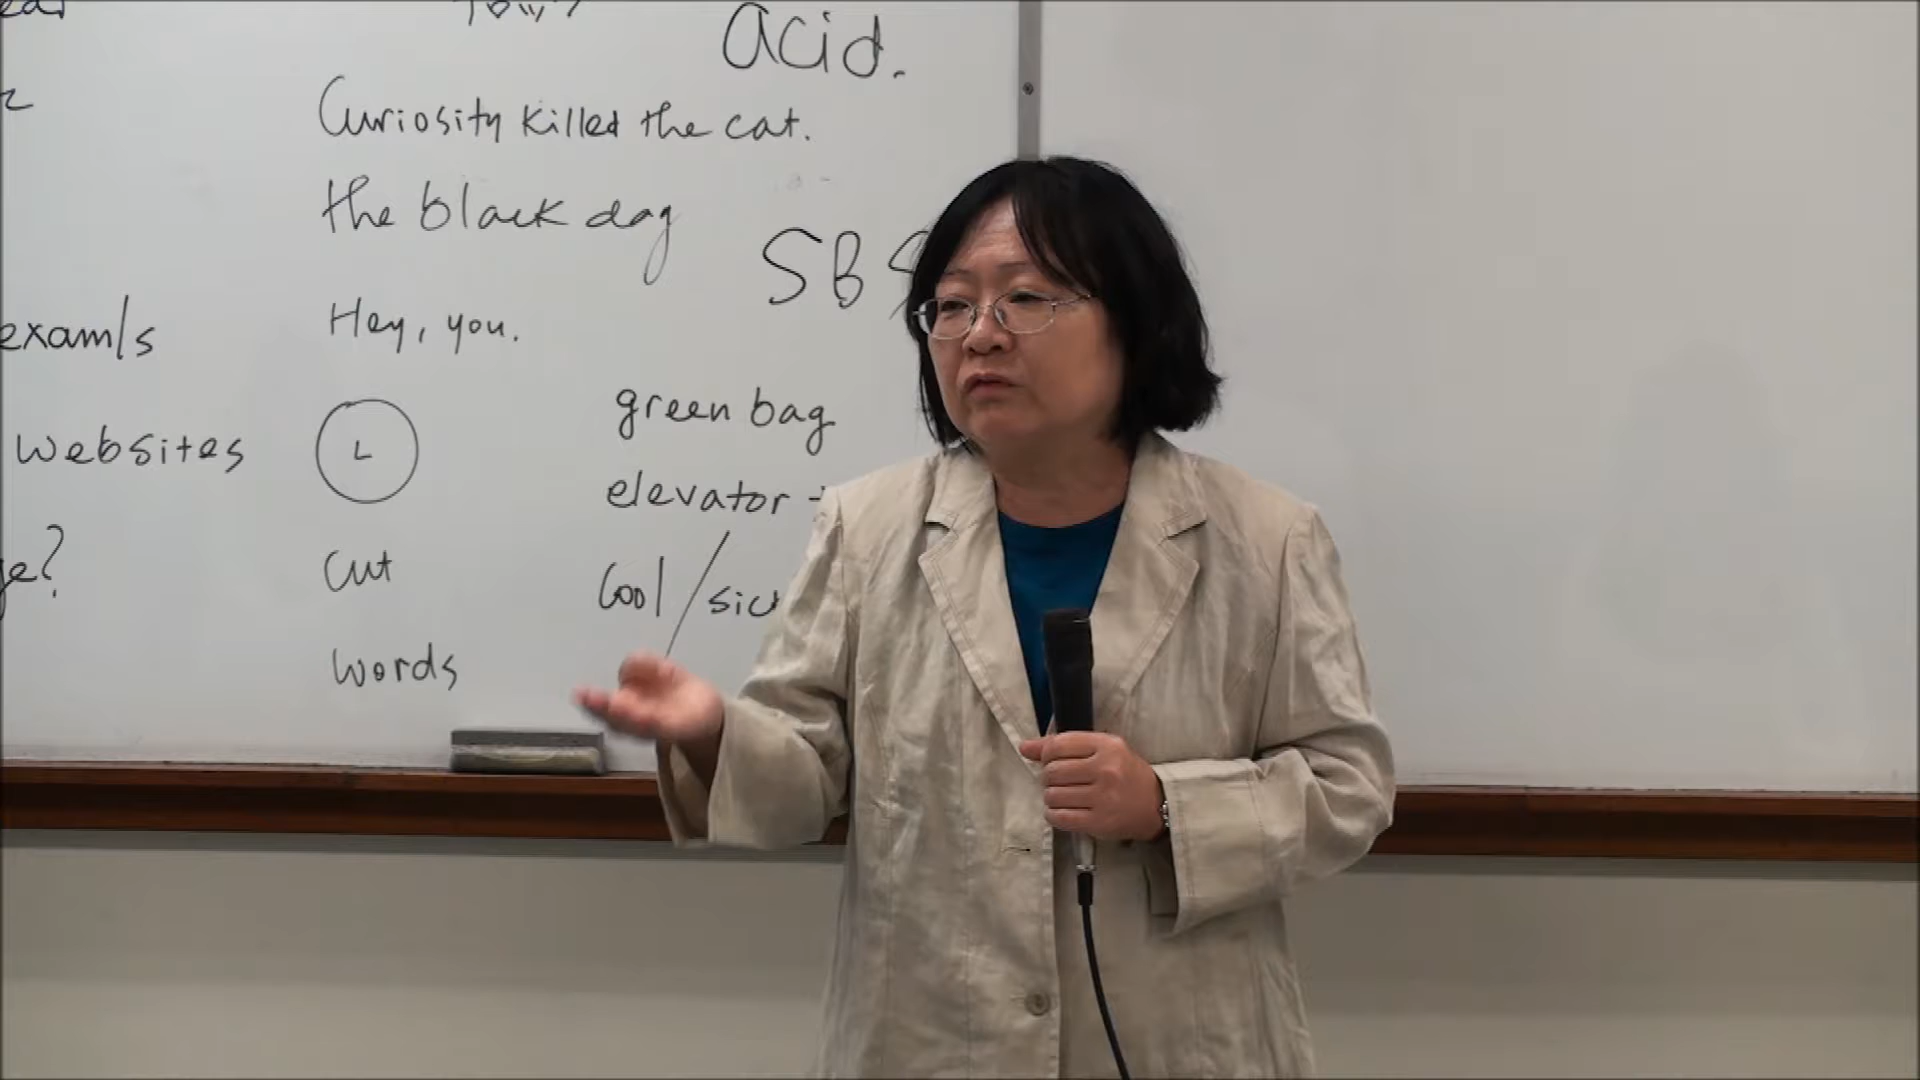 acid.
Curiosity killed the cat.
the black dog
SBS
Hey, you.
exam/s
green bag
websites
L
elevator
cut
Cool / sick
words